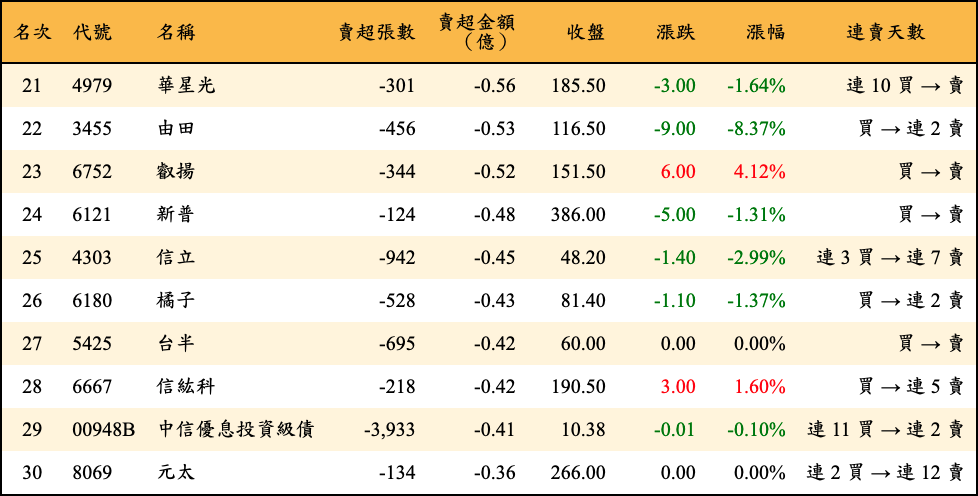 名次 代號 名稱 賣超張數 賣超金額（億） 收盤 漲跌 漲幅 連賣天數
21 4979 華星光 -301 -0.56 185.50 -3.00 -1.64% 連 10 買 → 賣
22 3455 由田 -456 -0.53 116.50 -9.00 -8.37% 買 → 連 2 賣
23 6752 叡揚 -344 -0.52 151.50 6.00 4.12% 買 → 賣
24 6121 新普 -124 -0.48 386.00 -5.00 -1.31% 買 → 賣
25 4303 信立 -942 -0.45 48.20 -1.40 -2.99% 連 3 買 → 連 7 賣
26 6180 橘子 -528 -0.43 81.40 -1.10 -1.37% 買 → 連 2 賣
27 5425 台半 -695 -0.42 60.00 0.00 0.00% 買 → 賣
28 6667 信紘科 -218 -0.42 190.50 3.00 1.60% 買 → 連 5 賣
29 00948B 中信優息投資級債 -3,933 -0.41 10.38 -0.01 -0.10% 連 11 買 → 連 2 賣
30 8069 元太 -134 -0.36 266.00 0.00 0.00% 連 2 買 → 連 12 賣